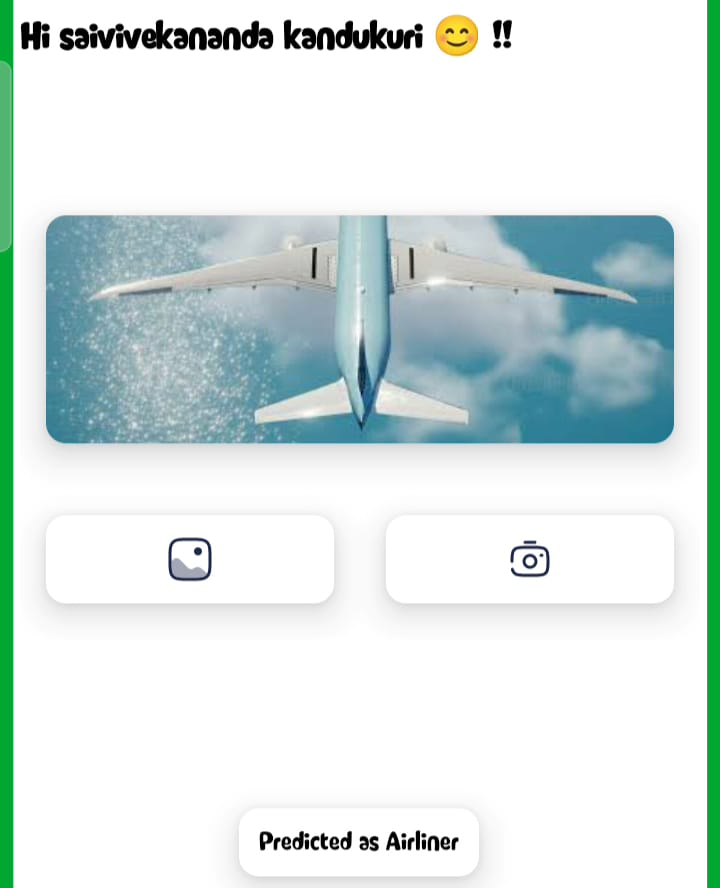 Hi saivivekananda kandukuri 😊 !!
Predicted as Airliner